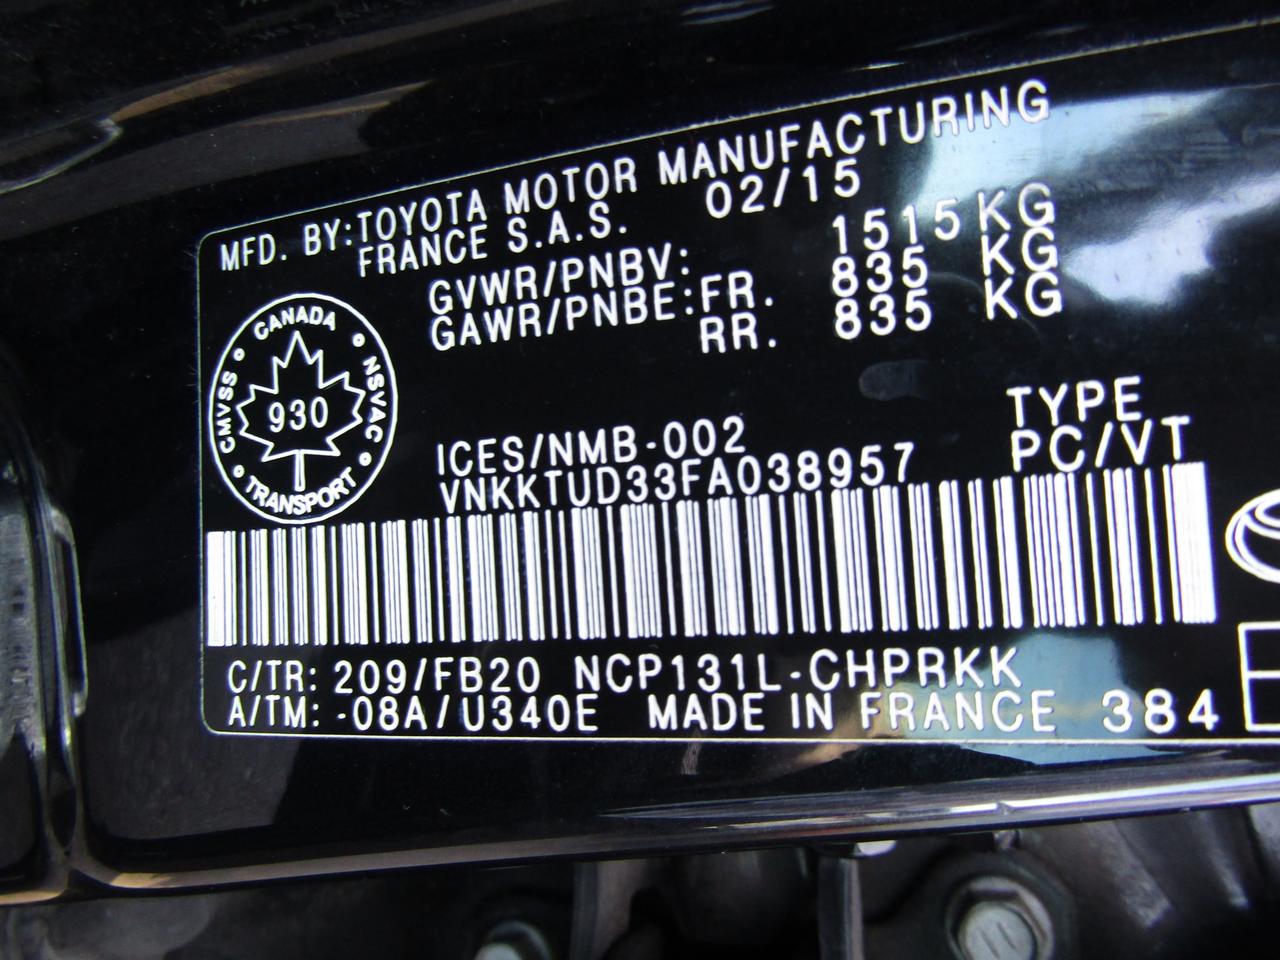 MFD. BY:TOYOTA MOTOR MANUFACTURING
FRANCE S.A.S. 02/15
GVWR/PNBV: 1515KG
GAWR/PNBE:FR. 835 KG
RR. 835 KG
CANADA
CMVSS
NSVAC
930
TRANSPORT
ICES/NMB-002
TYPE
VNKKTUD33FA038957
PC/VT
C/TR: 209/FB20 NCP131L-CHPRKK
A/TM: -08A/U340E MADE IN FRANCE 384